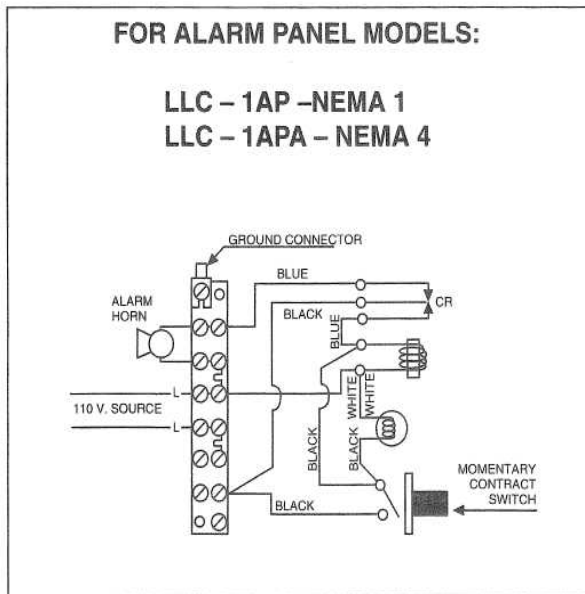 FOR ALARM PANEL MODELS:
LLC – 1AP –NEMA 1
LLC – 1APA – NEMA 4
GROUND CONNECTOR
BLUE
ALARM
HORN
BLACK
CR
BLUE
L
110 V. SOURCE
L
WHITE
WHITE
BLACK
BLACK
MOMENTARY
CONTRACT
SWITCH
BLACK